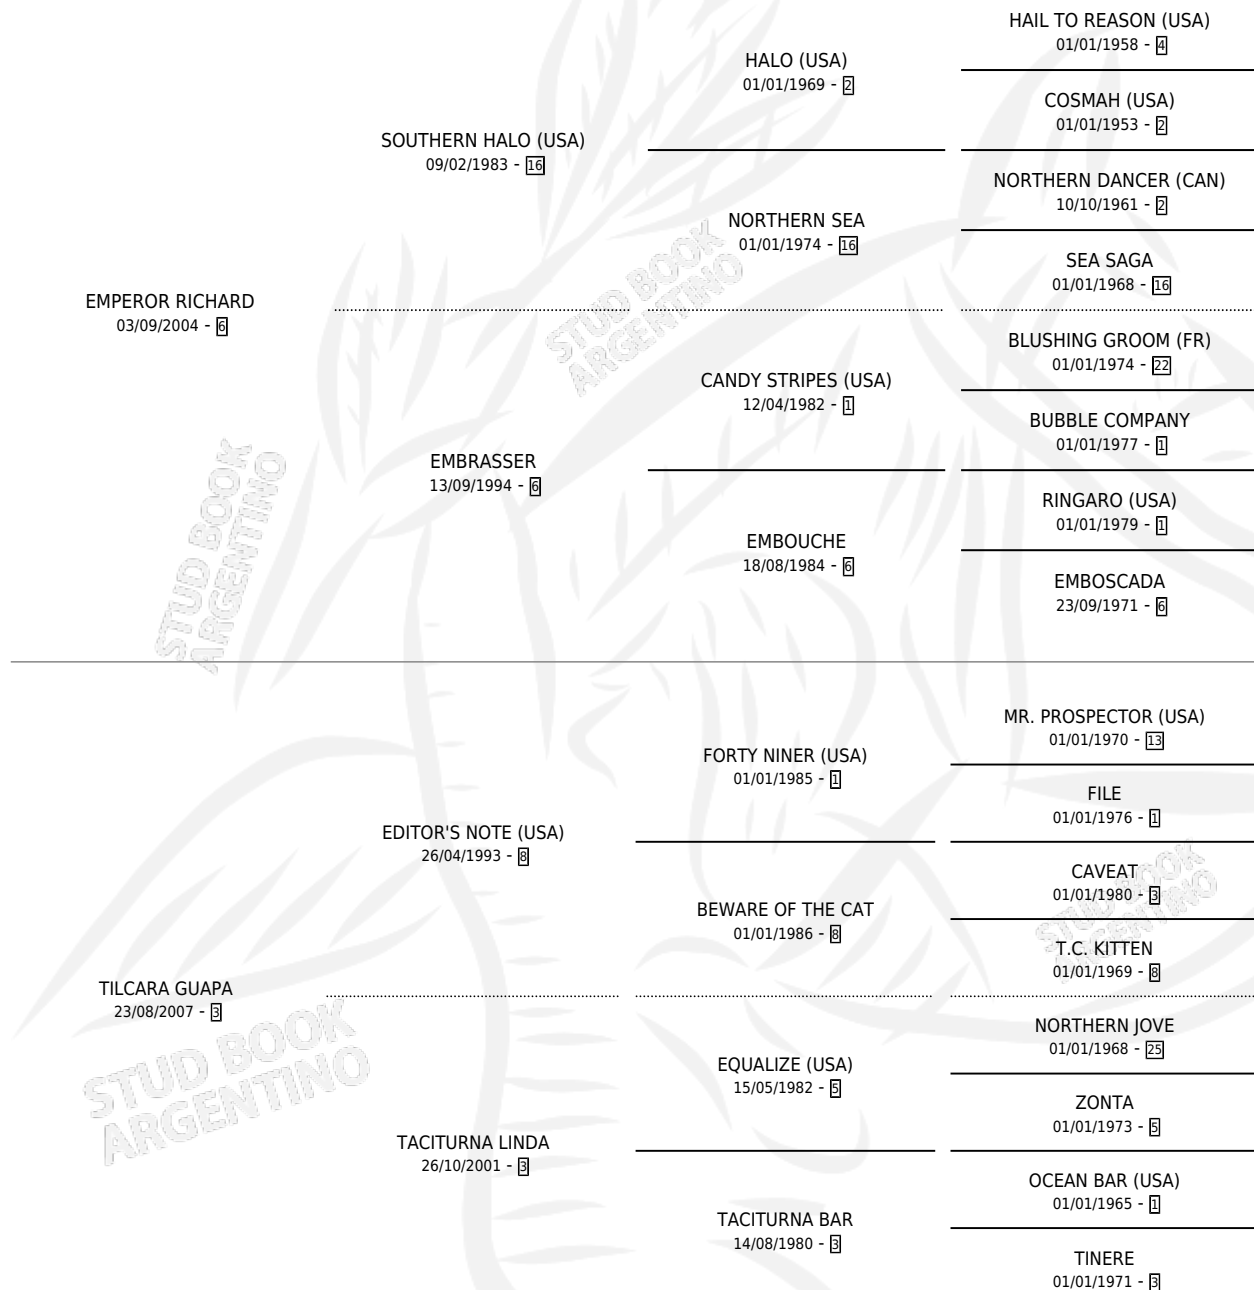 HAIL TO REASON (USA)
01/01/1958 - 4
HALO (USA)
01/01/1969 - 2
COSMAH (USA)
01/01/1953 - 2
SOUTHERN HALO (USA)
09/02/1983 - 16
NORTHERN DANCER (CAN)
10/10/1961 - 2
NORTHERN SEA
01/01/1974 - 16
SEA SAGA
01/01/1968 - 16
EMPEROR RICHARD
03/09/2004 - 6
STUD BOOK
ARGENTINO
BLUSHING GROOM (FR)
01/01/1974 - 22
CANDY STRIPES (USA)
12/04/1982 - 1
BUBBLE COMPANY
01/01/1977 - 1
EMBRASSER
13/09/1994 - 6
RINGARO (USA)
01/01/1979 - 1
EMBOUCHE
18/08/1984 - 6
EMBOSCADA
23/09/1971 - 6
STUD BOOK
ARGENTINO
MR. PROSPECTOR (USA)
01/01/1970 - 13
FORTY NINER (USA)
01/01/1985 - 1
FILE
01/01/1976 - 1
EDITOR'S NOTE (USA)
26/04/1993 - 8
CAVEAT
01/01/1980 - 3
BEWARE OF THE CAT
01/01/1986 - 8
STUD BOOK
ARGENTINO
T.C. KITTEN
01/01/1969 - 8
TILCARA GUAPA
23/08/2007 - 3
NORTHERN JOVE
01/01/1968 - 25
EQUALIZE (USA)
15/05/1982 - 5
STUD BOOK
ARGENTINO
ZONTA
01/01/1973 - 5
TACITURNA LINDA
26/10/2001 - 3
OCEAN BAR (USA)
01/01/1965 - 1
TACITURNA BAR
14/08/1980 - 3
TINERE
01/01/1971 - 3